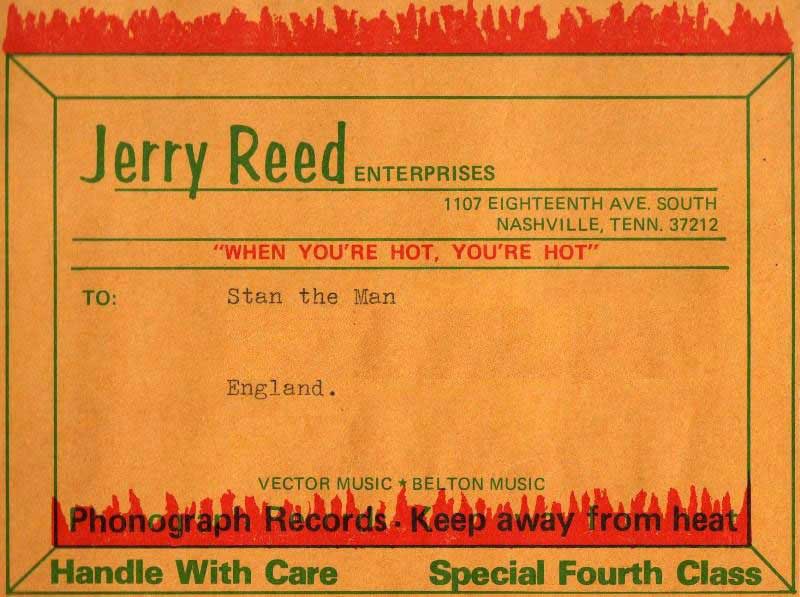 Jerry Reed ENTERPRISES
1107 EIGHTEENTH AVE. SOUTH
NASHVILLE, TENN. 37212
"WHEN YOU'RE HOT, YOU'RE HOT"
TO: Stan the Man
England.
VECTOR MUSIC ★ BELTON MUSIC
Phonograph Records · Keep away from heat
Handle With Care Special Fourth Class